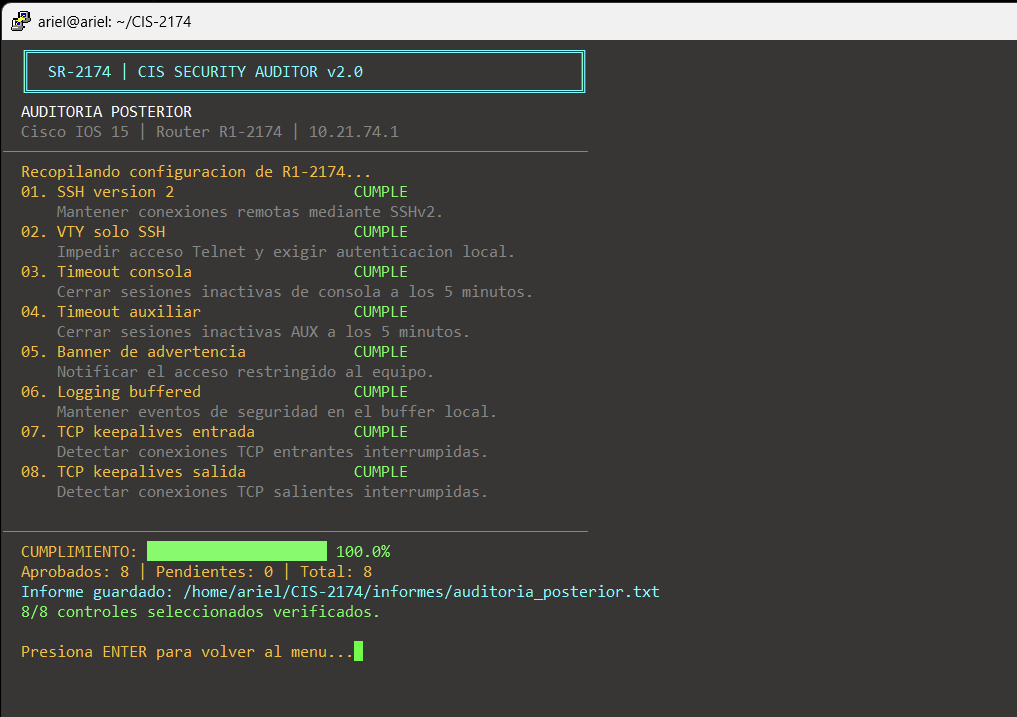 ariel@ariel: ~/CIS-2174
SR-2174 | CIS SECURITY AUDITOR v2.0
AUDITORIA POSTERIOR
Cisco IOS 15 | Router R1-2174 | 10.21.74.1
Recopilando configuracion de R1-2174...
01. SSH version 2 CUMPLE
Mantener conexiones remotas mediante SSHv2.
02. VTY solo SSH CUMPLE
Impedir acceso Telnet y exigir autenticacion local.
03. Timeout consola CUMPLE
Cerrar sesiones inactivas de consola a los 5 minutos.
04. Timeout auxiliar CUMPLE
Cerrar sesiones inactivas AUX a los 5 minutos.
05. Banner de advertencia CUMPLE
Notificar el acceso restringido al equipo.
06. Logging buffered CUMPLE
Mantener eventos de seguridad en el buffer local.
07. TCP keepalives entrada CUMPLE
Detectar conexiones TCP entrantes interrumpidas.
08. TCP keepalives salida CUMPLE
Detectar conexiones TCP salientes interrumpidas.
CUMPLIMIENTO: 100.0%
Aprobados: 8 | Pendientes: 0 | Total: 8
Informe guardado: /home/ariel/CIS-2174/informes/auditoria_posterior.txt
8/8 controles seleccionados verificados.
Presiona ENTER para volver al menu...